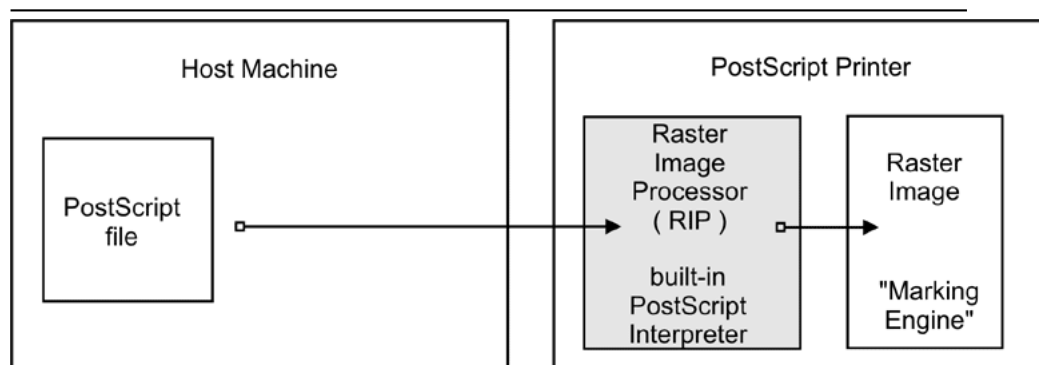 Host Machine
PostScript
file
PostScript Printer
Raster
Image
Processor
( RIP )
built-in
PostScript
Interpreter
Raster
Image
"Marking
Engine"